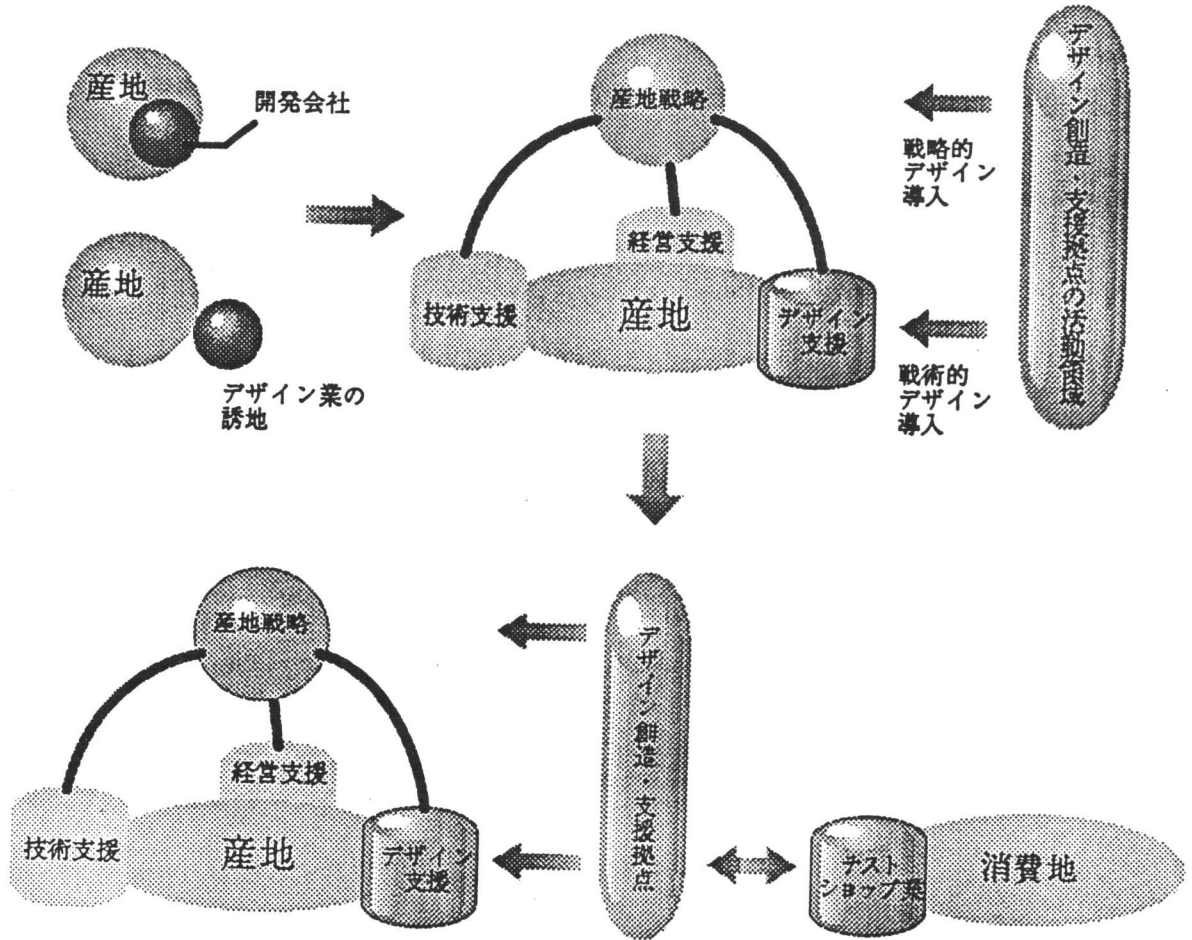 産地
開発会社
産地
デザイン業の
誘地
産地戦略
経営支援
技術支援
産地
デザイン
支援
戦略的
デザイン
導入
戦術的
デザイン
導入
デザイン創造・支援拠点の活動領域
産地戦略
経営支援
技術支援
産地
デザイン
支援
デザイン創造・支援拠点
テスト
ショップ業
消費地